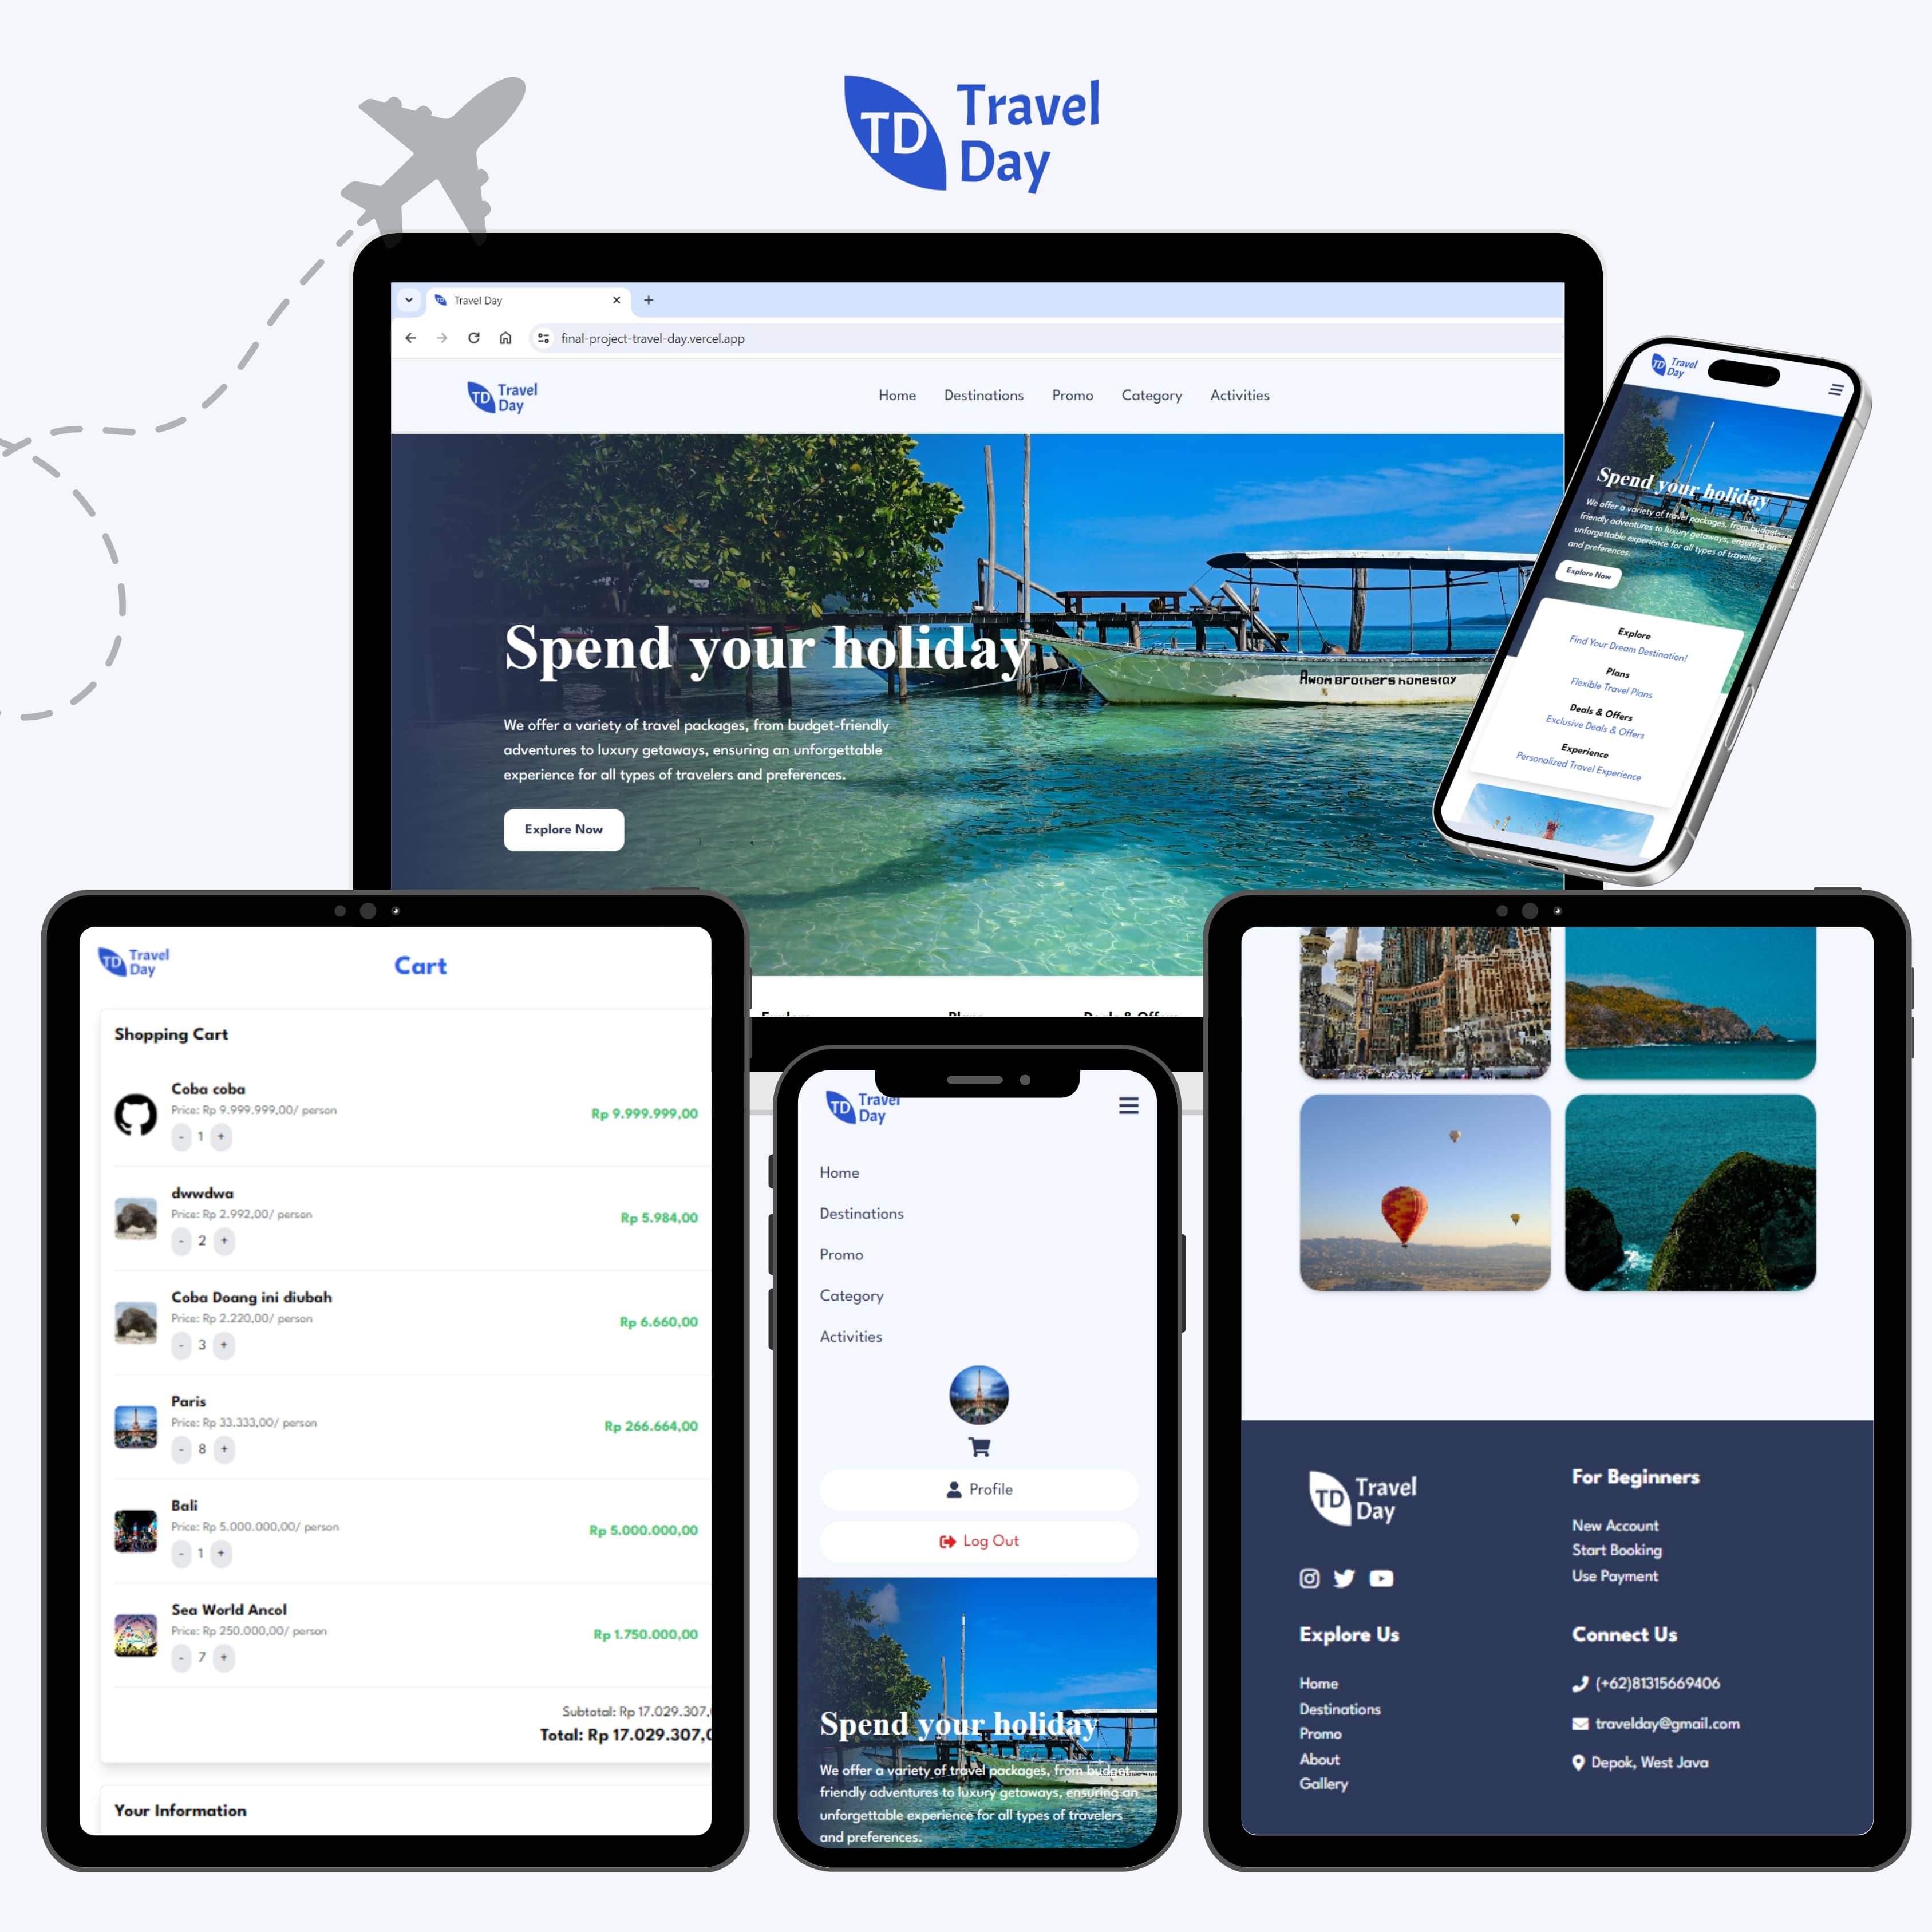 TD
Travel
Day
Travel Day
final-project-travel-day.vercel.app
TD
Travel
Day
Home Destinations Promo Category Activities
Spend your holiday
We offer a variety of travel packages, from budget-friendly
adventures to luxury getaways, ensuring an unforgettable
experience for all types of travelers and preferences.
Explore Now
Awom Brothers Homestay
Explore Plans Deals & Offers
TD
Travel
Day
Spend your holiday
We offer a variety of travel packages, from budget-
friendly adventures to luxury getaways, ensuring an
unforgettable experience for all types of travelers
and preferences.
Explore Now
Explore
Find Your Dream Destination!
Plans
Flexible Travel Plans
Deals & Offers
Exclusive Deals & Offers
Experience
Personalized Travel Experience
TD
Travel
Day
Cart
Shopping Cart
Coba coba
Price: Rp 9.999.999,00/ person
- 1 +
Rp 9.999.999,00
dwwdwa
Price: Rp 2.992,00/ person
- 2 +
Rp 5.984,00
Coba Doang ini diubah
Price: Rp 2.220,00/ person
- 3 +
Rp 6.660,00
Paris
Price: Rp 33.333,00/ person
- 8 +
Rp 266.664,00
Bali
Price: Rp 5.000.000,00/ person
- 1 +
Rp 5.000.000,00
Sea World Ancol
Price: Rp 250.000,00/ person
- 7 +
Rp 1.750.000,00
Subtotal: Rp 17.029.307,
Total: Rp 17.029.307,0
Your Information
TD
Travel
Day
Home
Destinations
Promo
Category
Activities
Profile
Log Out
Spend your holiday
We offer a variety of travel packages, from budget-
friendly adventures to luxury getaways, ensuring an
unforgettable experience for all types of travelers
and preferences.
TD
Travel
Day
Explore Us
Home
Destinations
Promo
About
Gallery
For Beginners
New Account
Start Booking
Use Payment
Connect Us
(+62)81315669406
travelday@gmail.com
Depok, West Java